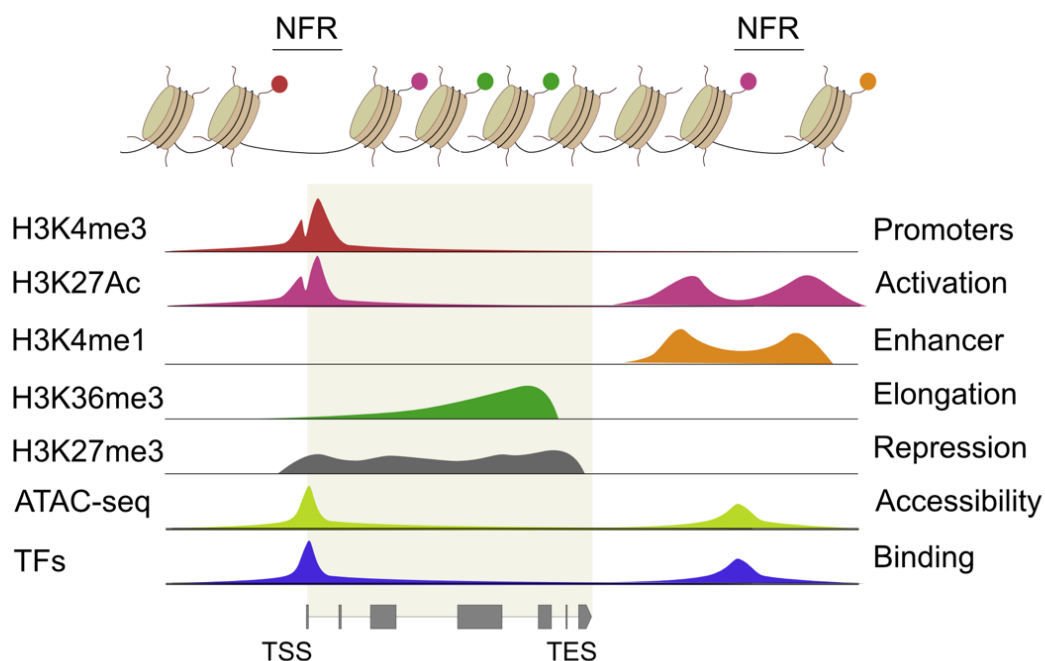 NFR NFR
H3K4me3 Promoters
H3K27Ac Activation
H3K4me1 Enhancer
H3K36me3 Elongation
H3K27me3 Repression
ATAC-seq Accessibility
TFs Binding
TSS TES